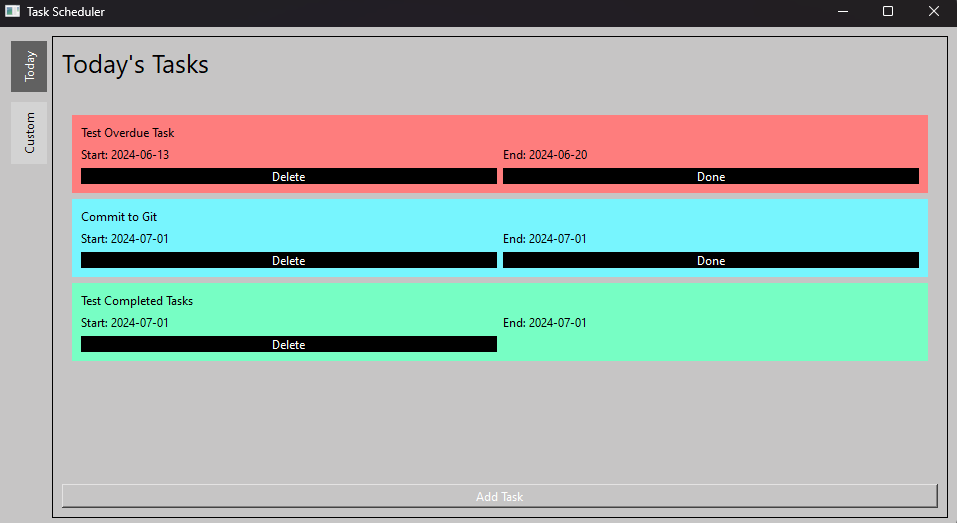 Task Scheduler
Today
Custom
Today's Tasks
Test Overdue Task
Start: 2024-06-13 End: 2024-06-20
Delete Done
Commit to Git
Start: 2024-07-01 End: 2024-07-01
Delete Done
Test Completed Tasks
Start: 2024-07-01 End: 2024-07-01
Delete
Add Task